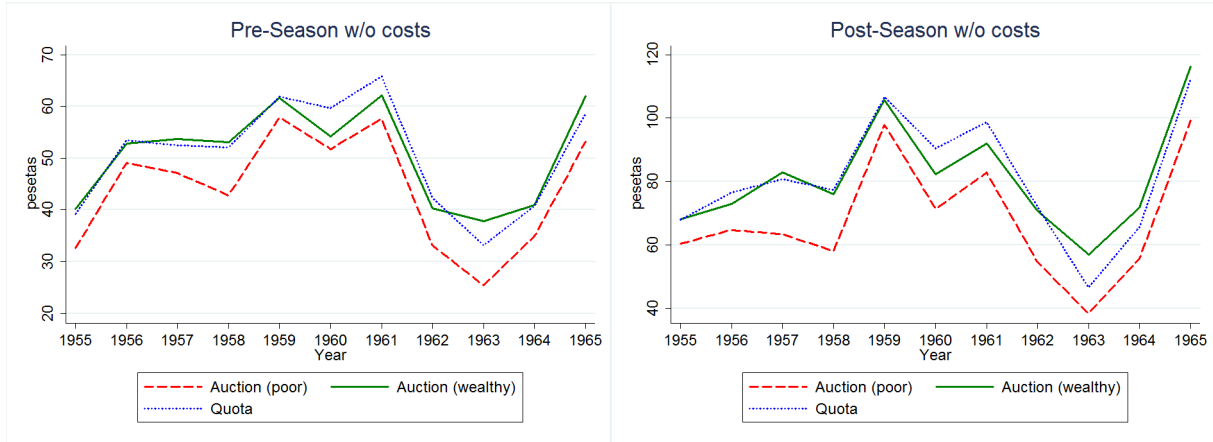 Pre-Season w/o costs
pesetas
70
60
50
40
30
20
1955 1956 1957 1958 1959 1960 1961 1962 1963 1964 1965
Year
Auction (poor) Auction (wealthy)
Quota
Post-Season w/o costs
pesetas
120
100
80
60
40
1955 1956 1957 1958 1959 1960 1961 1962 1963 1964 1965
Year
Auction (poor) Auction (wealthy)
Quota